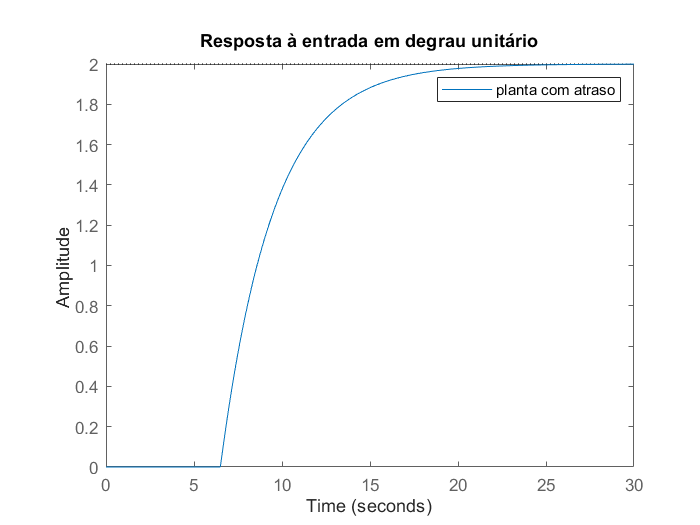 Resposta à entrada em degrau unitário
planta com atraso
Amplitude
2
1.8
1.6
1.4
1.2
1
0.8
0.6
0.4
0.2
0
0 5 10 15 20 25 30
Time (seconds)